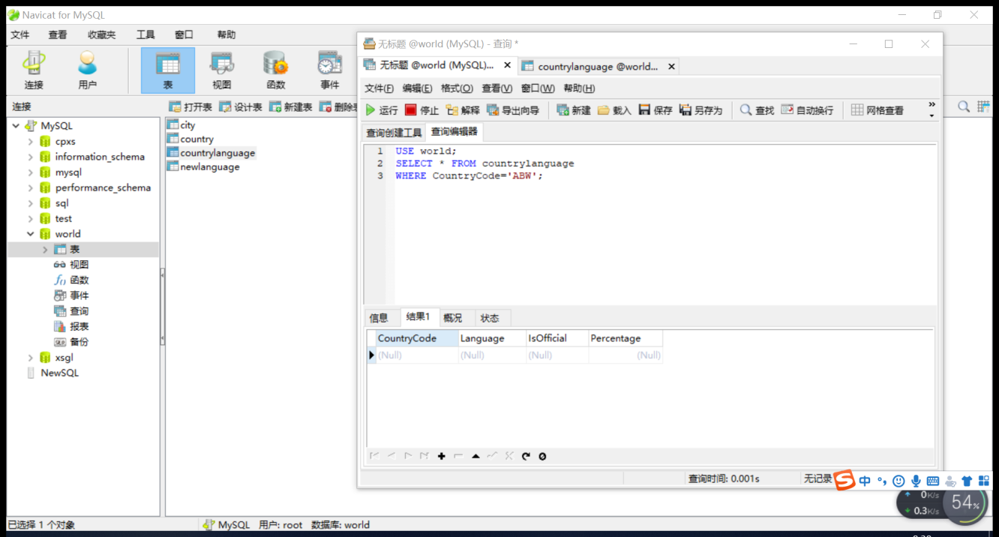 Navicat for MySQL
文件 查看 收藏夹 工具 窗口 帮助
连接 用户 表 视图 函数 事件
连接
打开表 设计表 新建表 删除表
MySQL
cpxs
information_schema
mysql
performance_schema
sql
test
world
表
视图
函数
事件
查询
报表
备份
xsgl
NewSQL
city
country
countrylanguage
newlanguage
无标题 @world (MySQL) - 查询 *
无标题 @world (MySQL)... countrylanguage @world...
文件(F) 编辑(E) 格式(O) 查看(V) 窗口(W) 帮助(H)
运行 停止 解释 导出向导 新建 载入 保存 另存为 查找 自动换行 网格查看
查询创建工具 查询编辑器
1 USE world;
2 SELECT * FROM countrylanguage
3 WHERE CountryCode='ABW';
信息 结果1 概况 状态
CountryCode Language IsOfficial Percentage
(Null) (Null) (Null) (Null)
查询时间: 0.001s 无记录
中
0K/s
0.3K/s
54%
已选择 1 个对象 MySQL 用户: root 数据库: world